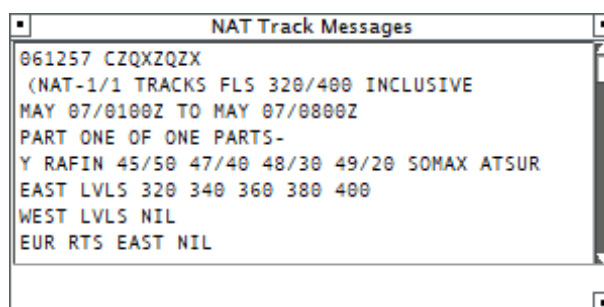 NAT Track Messages
061257 CZQXZQZX
(NAT-1/1 TRACKS FLS 320/400 INCLUSIVE
MAY 07/0100Z TO MAY 07/0800Z
PART ONE OF ONE PARTS-
Y RAFIN 45/50 47/40 48/30 49/20 SOMAX ATSUR
EAST LVLS 320 340 360 380 400
WEST LVLS NIL
EUR RTS EAST NIL